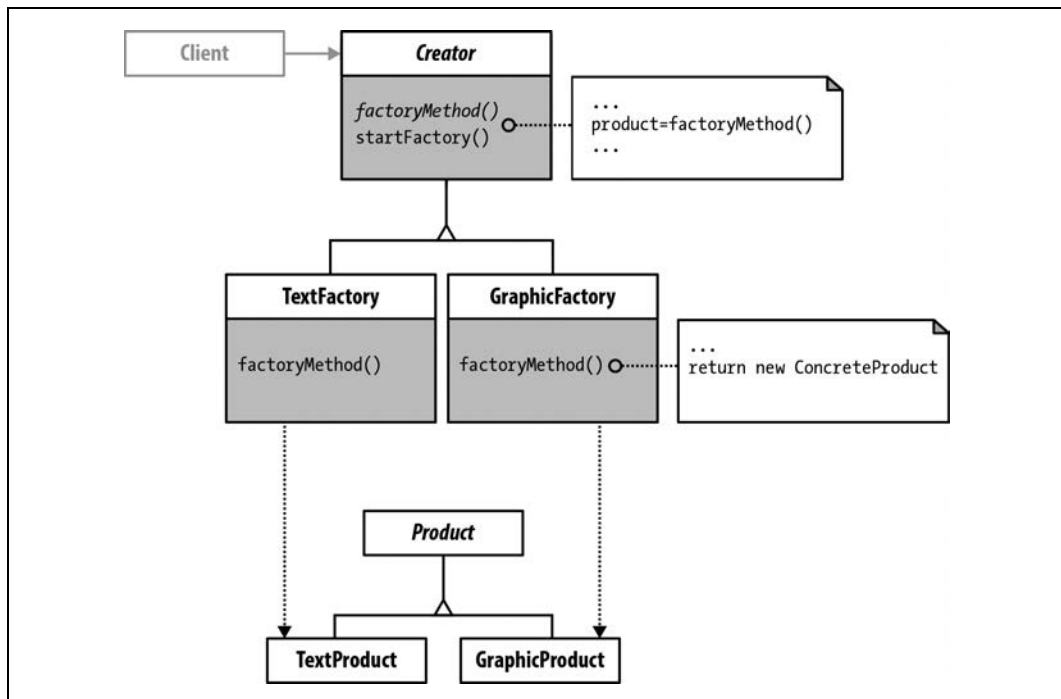 Client
Creator
factoryMethod()
startFactory()
...
product=factoryMethod()
...
TextFactory
factoryMethod()
GraphicFactory
factoryMethod()
...
return new ConcreteProduct
Product
TextProduct
GraphicProduct